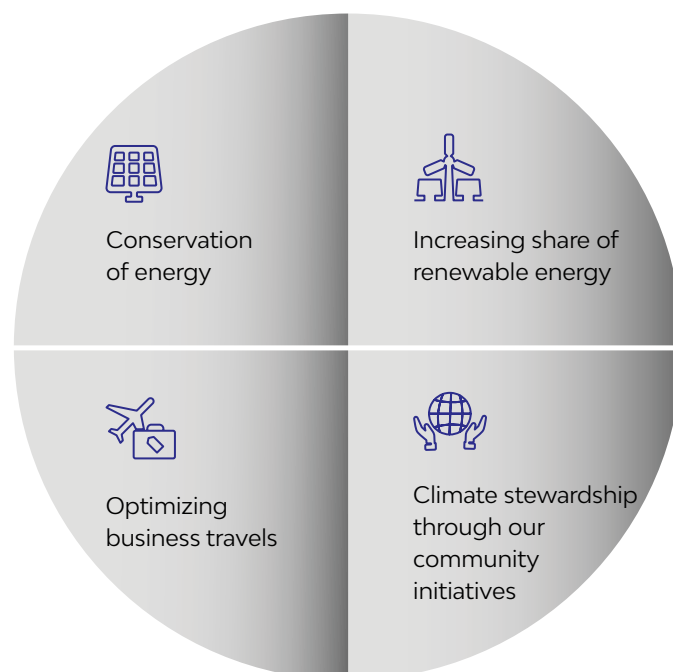 Conservation
of energy
Increasing share of
renewable energy
Optimizing
business travels
Climate stewardship
through our
community
initiatives